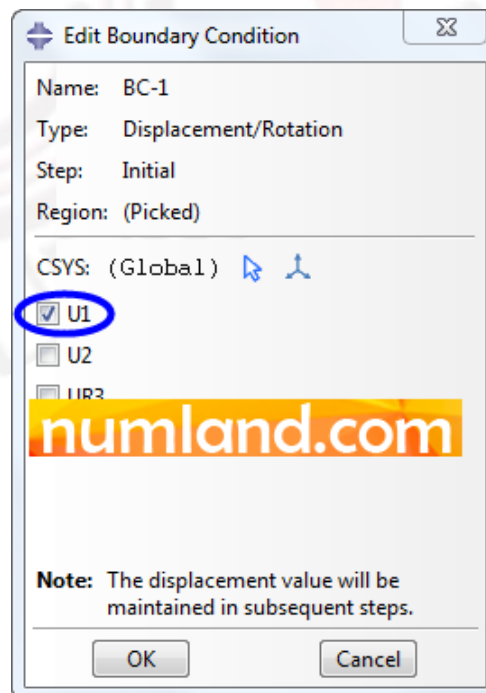 Edit Boundary Condition
Name: BC-1
Type: Displacement/Rotation
Step: Initial
Region: (Picked)
CSYS: (Global)
U1
U2
UR3
numland.com
Note: The displacement value will be
maintained in subsequent steps.
OK Cancel